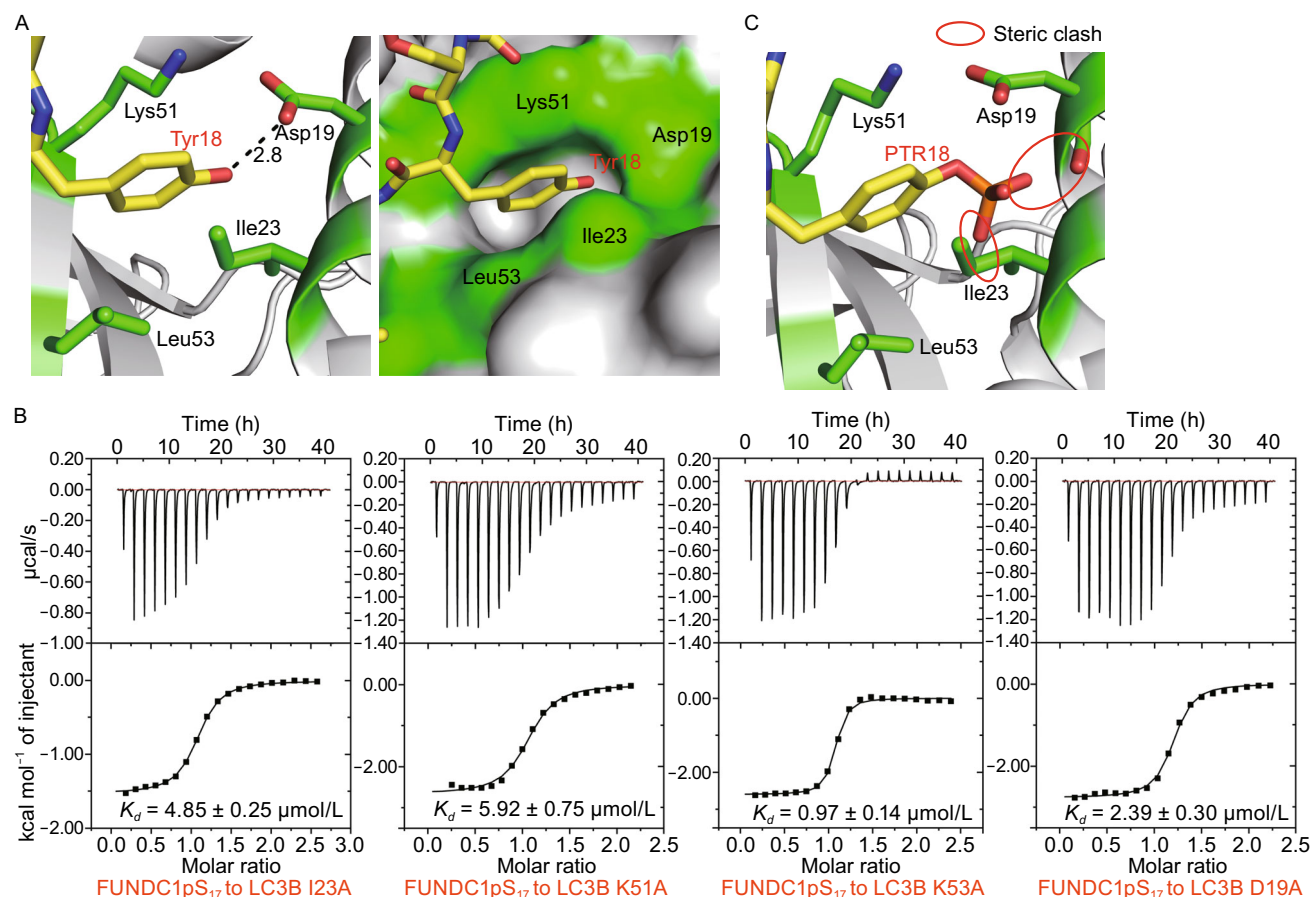 A
Lys51
Asp19
Tyr18
2.8
Ile23
Leu53
Lys51
Asp19
Tyr18
Ile23
Leu53
C
Steric clash
Lys51
Asp19
PTR18
Ile23
Leu53
B
Time (h)
0 10 20 30 40
0.20
0.00
−0.20
−0.40
−0.60
−0.80
−1.00
µcal/s
0.00
−1.00
−2.00
kcal mol⁻¹ of injectant
K_d = 4.85 ± 0.25 µmol/L
0.0 0.5 1.0 1.5 2.0 2.5 3.0
Molar ratio
FUNDC1pS₁₇ to LC3B I23A
Time (h)
0 10 20 30 40
0.20
0.00
−0.20
−0.40
−0.60
−0.80
−1.00
−1.20
−1.40
0.00
−2.00
K_d = 5.92 ± 0.75 µmol/L
0.0 0.5 1.0 1.5 2.0 2.5
Molar ratio
FUNDC1pS₁₇ to LC3B K51A
Time (h)
0 10 20 30 40
0.20
0.00
−0.20
−0.40
−0.60
−0.80
−1.00
−1.20
−1.40
0.00
−2.00
K_d = 0.97 ± 0.14 µmol/L
0.0 0.5 1.0 1.5 2.0 2.5
Molar ratio
FUNDC1pS₁₇ to LC3B K53A
Time (h)
0 10 20 30 40
0.20
0.00
−0.20
−0.40
−0.60
−0.80
−1.00
−1.20
−1.40
0.00
−2.00
K_d = 2.39 ± 0.30 µmol/L
0.0 0.5 1.0 1.5 2.0 2.5
Molar ratio
FUNDC1pS₁₇ to LC3B D19A